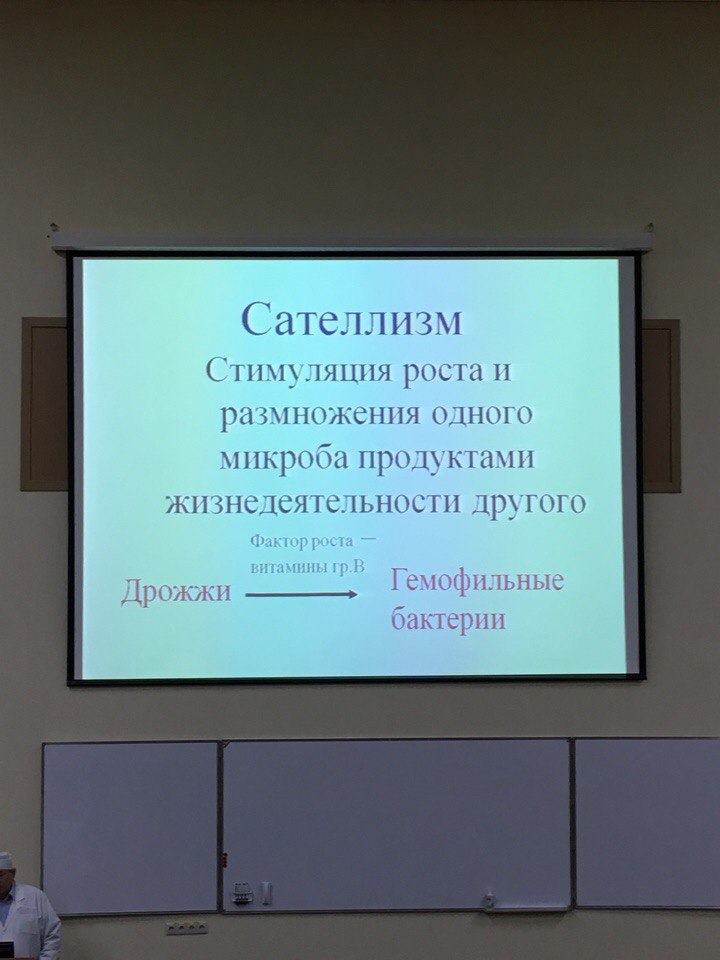 Сателлизм
Стимуляция роста и
размножения одного
микроба продуктами
жизнедеятельности другого
Фактор роста –
витамины гр.В
Дрожжи
Гемофильные
бактерии